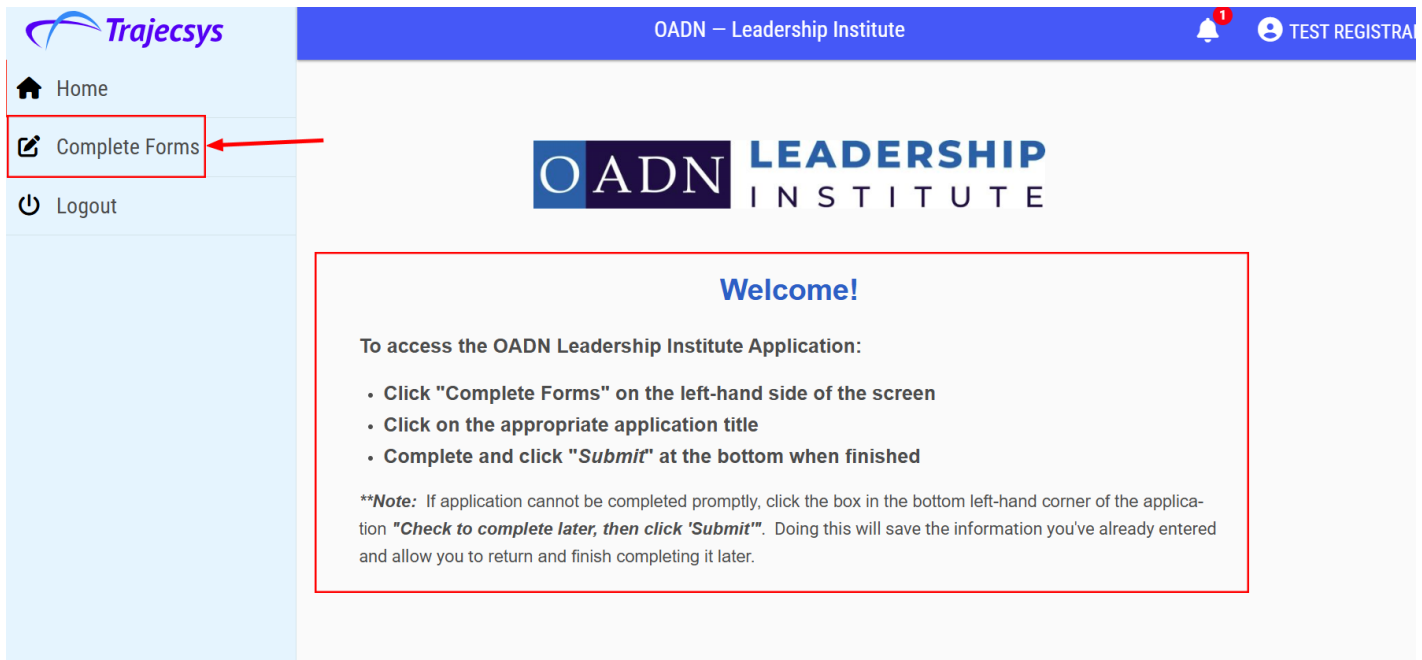 Trajecsys
OADN — Leadership Institute
1
TEST REGISTRA
Home
Complete Forms
Logout
OADN LEADERSHIP
INSTITUTE
Welcome!
To access the OADN Leadership Institute Application:
• Click "Complete Forms" on the left-hand side of the screen
• Click on the appropriate application title
• Complete and click "Submit" at the bottom when finished
**Note: If application cannot be completed promptly, click the box in the bottom left-hand corner of the applica-
tion "Check to complete later, then click 'Submit'". Doing this will save the information you've already entered
and allow you to return and finish completing it later.